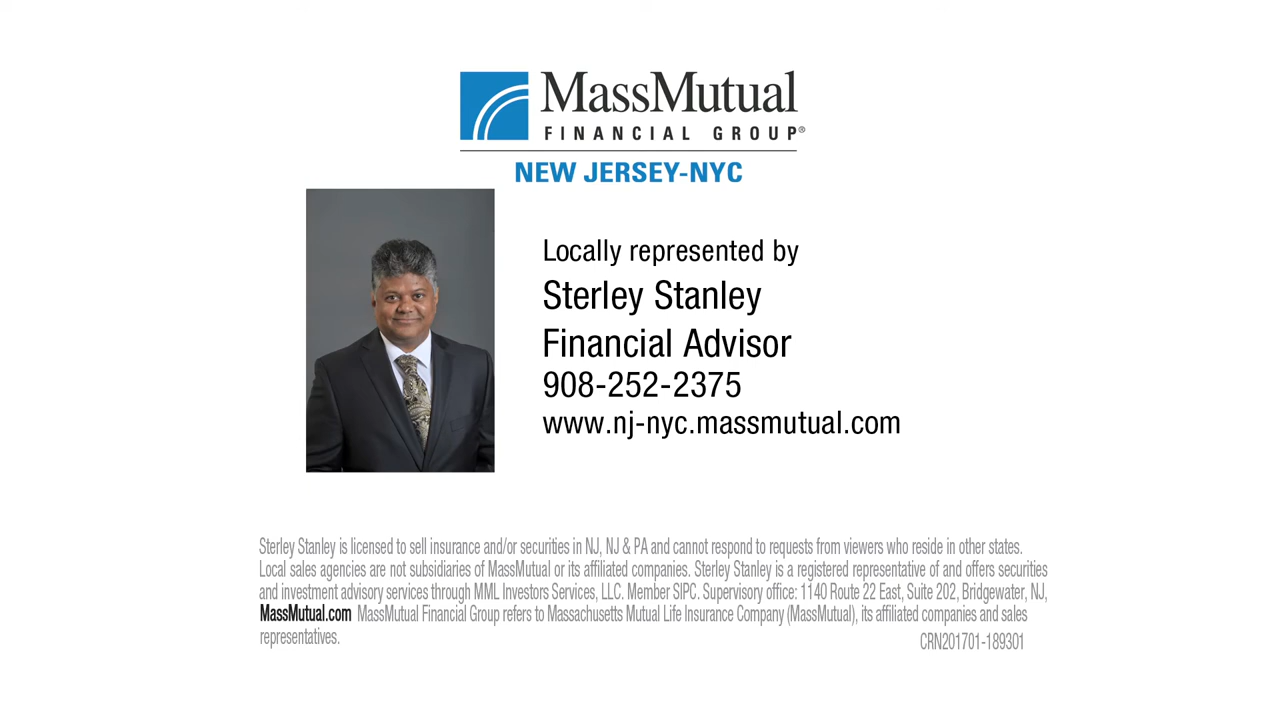 MassMutual
FINANCIAL GROUP®
NEW JERSEY-NYC
Locally represented by
Sterley Stanley
Financial Advisor
908-252-2375
www.nj-nyc.massmutual.com
Sterley Stanley is licensed to sell insurance and/or securities in NJ, NJ & PA and cannot respond to requests from viewers who reside in other states.
Local sales agencies are not subsidiaries of MassMutual or its affiliated companies. Sterley Stanley is a registered representative of and offers securities
and investment advisory services through MML Investors Services, LLC. Member SIPC. Supervisory office: 1140 Route 22 East, Suite 202, Bridgewater, NJ,
MassMutual.com MassMutual Financial Group refers to Massachusetts Mutual Life Insurance Company (MassMutual), its affiliated companies and sales
representatives.
CRN201701-189301